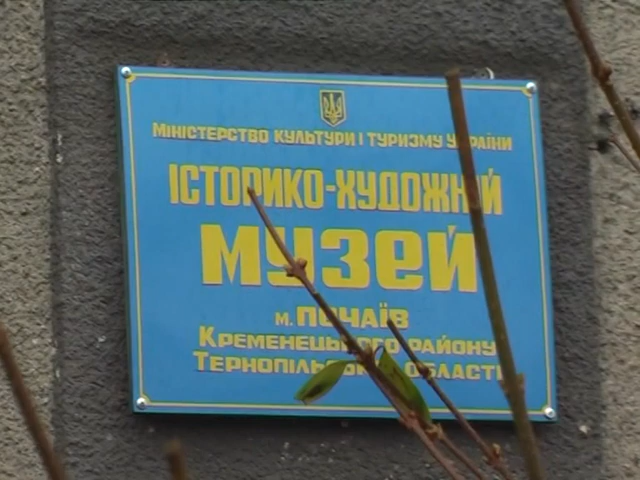 МІНІСТЕРСТВО КУЛЬТУРИ І ТУРИЗМУ УКРАЇНИ
ІСТОРИКО-ХУДОЖНІЙ
МУЗЕЙ
м. ПОЧАЇВ
КРЕМЕНЕЦЬКОГО РАЙОНУ
ТЕРНОПІЛЬСЬКОЇ ОБЛАСТІ